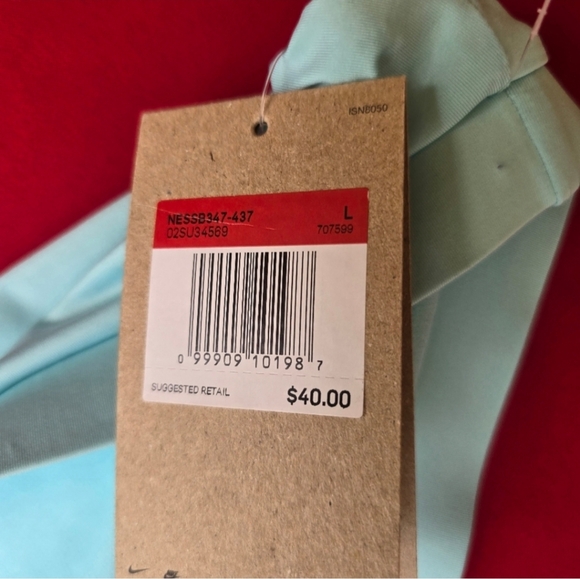 ISN8050
NESSB347-437 L
02SU34569 707599
0 99909 10198 7
SUGGESTED RETAIL $40.00